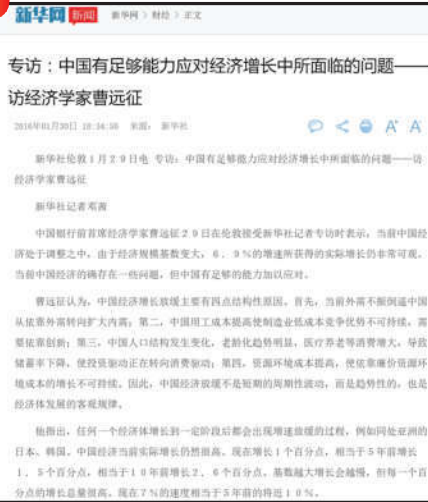 新华网 新闻 新华网 > 财经 > 正文
专访：中国有足够能力应对经济增长中所面临的问题——
访经济学家曹远征
2016年01月30日 来源： 新华社
A+ A
新华社伦敦1月29日电 专访：中国有足够能力应对经济增长中所面临的问题——访
经济学家曹远征
新华社记者邓茜
中国银行前首席经济学家曹远征29日在伦敦接受新华社记者专访时表示，当前中国经
济处于调整之中，由于经济规模基数变大，6．9％的增速所获得的实际增长仍非常可观。
当前中国经济的确存在一些问题，但中国有足够的能力加以应对。
曹远征认为，中国经济增长放缓主要有四点结构性原因。首先，当前外需不振倒逼中国
从依靠外需转向扩大内需；第二，中国用工成本提高使制造业低成本竞争优势不可持续，需
要依靠创新；第三，中国人口结构发生变化，老龄化趋势明显，医疗养老等消费增大，导致
储蓄率下降，使投资驱动正在转向消费驱动；第四，资源环境成本提高，使依靠廉价资源环
境成本的增长不可持续。因此，中国经济放缓不是短期的周期性波动，而是趋势性的，也是
经济体发展的客观规律。
他指出，任何一个经济体增长到一定阶段后都会出现增速放缓的过程，例如同处亚洲的
日本、韩国。中国经济当前实际增长仍然很高。现在增长1个百分点，相当于5年前增长
1．5个百分点，相当于10年前增长2．6个百分点。基数越大增长会越慢，但每一个百
分点的增长总量很高。现在7％的速度相当于5年前的将近10％。